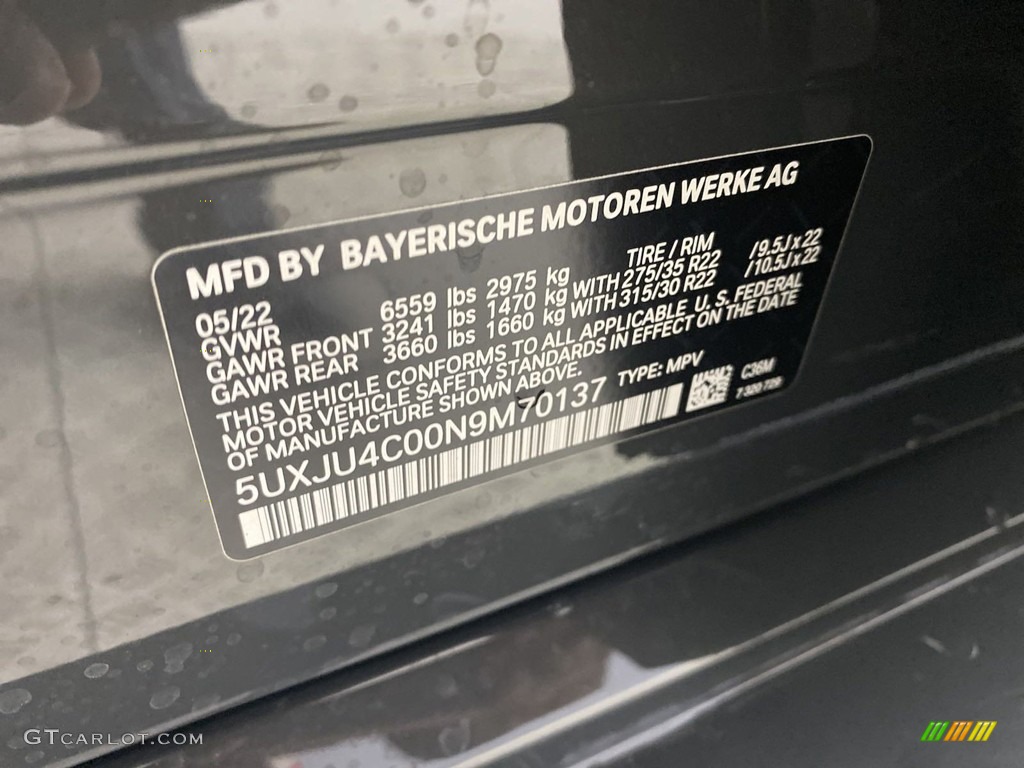 MFD BY BAYERISCHE MOTOREN WERKE AG
05/22 TIRE / RIM
GVWR 6559 lbs 2975 kg
GAWR FRONT 3241 lbs 1470 kg WITH 275/35 R22 /9.5J x 22
GAWR REAR 3660 lbs 1660 kg WITH 315/30 R22 /10.5J x 22
THIS VEHICLE CONFORMS TO ALL APPLICABLE U. S. FEDERAL
MOTOR VEHICLE SAFETY STANDARDS IN EFFECT ON THE DATE
OF MANUFACTURE SHOWN ABOVE.
5UXJU4C00N9M70137 TYPE: MPV C36M
7 320 729
GTCARLOT.COM